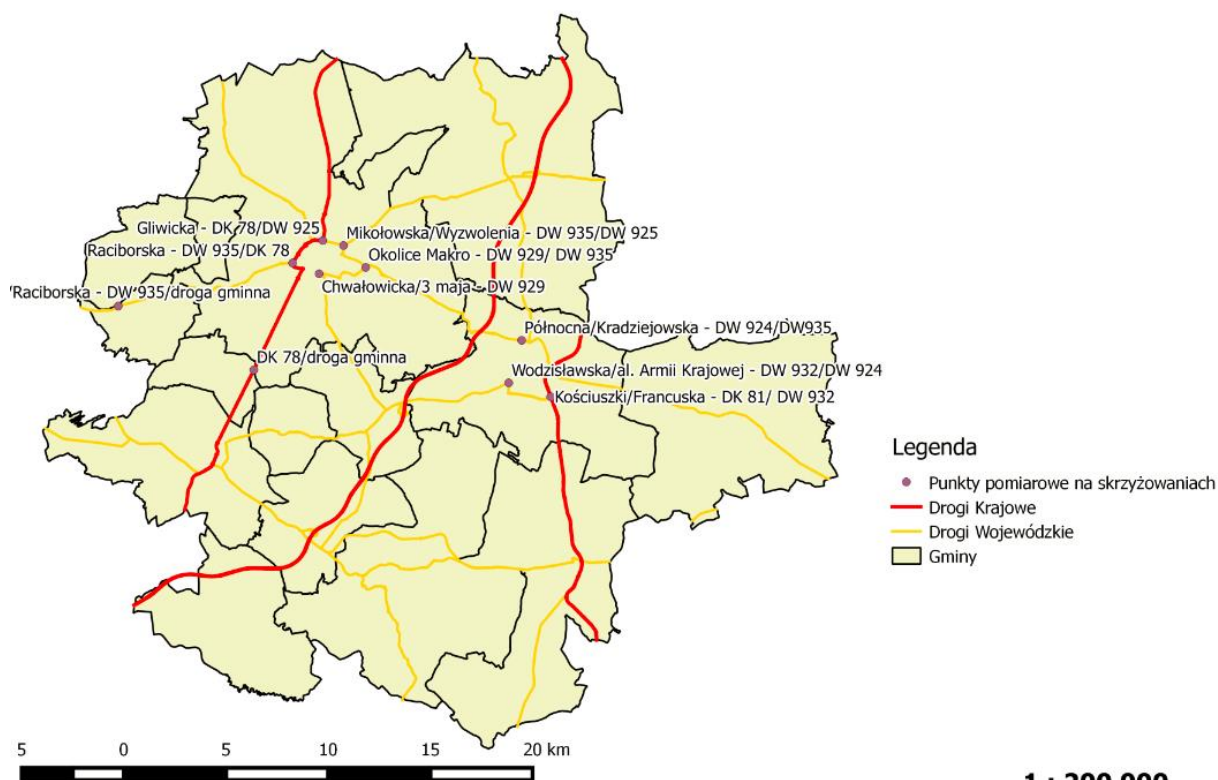 Gliwicka - DK 78/DW 925
Mikołowska/Wyzwolenia - DW 935/DW 925
Raciborska - DW 935/DK 78
Okolice Makro - DW 929/ DW 935
/Raciborska - DW 935/droga gminna
Chwałowicka/3 maja - DW 929
Północna/Kradziejowska - DW 924/DW935
DK 78/droga gminna
Wodzisławska/al. Armii Krajowej - DW 932/DW 924
Kościuszki/Francuska - DK 81/ DW 932
Legenda
Punkty pomiarowe na skrzyżowaniach
Drogi Krajowe
Drogi Wojewódzkie
Gminy
5 0 5 10 15 20 km